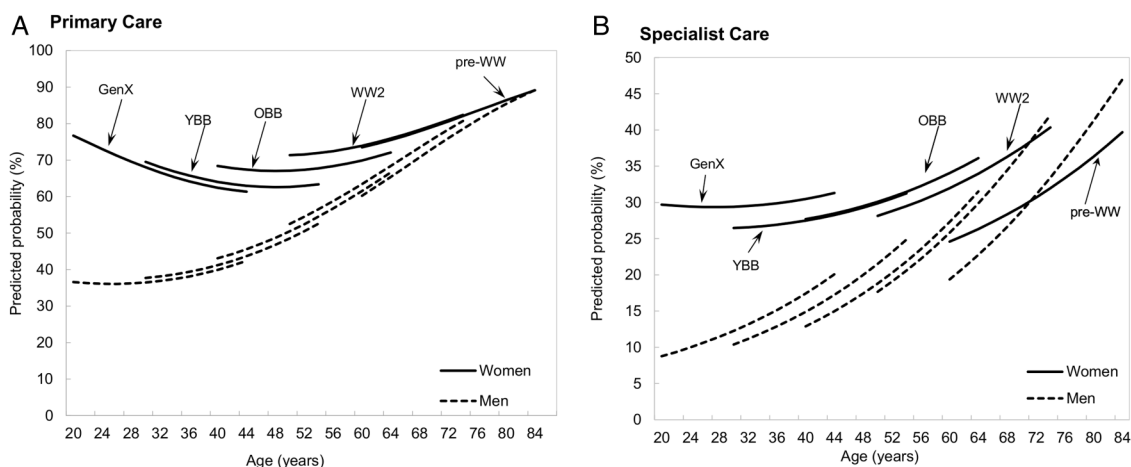 A Primary Care
Predicted probability (%)
100
90
80
70
60
50
40
30
20
10
0
GenX
YBB
OBB
WW2
pre-WW
Women
Men
20 24 28 32 36 40 44 48 52 56 60 64 68 72 76 80 84
Age (years)
B Specialist Care
Predicted probability (%)
50
45
40
35
30
25
20
15
10
5
0
GenX
YBB
OBB
WW2
pre-WW
Women
Men
20 24 28 32 36 40 44 48 52 56 60 64 68 72 76 80 84
Age (years)